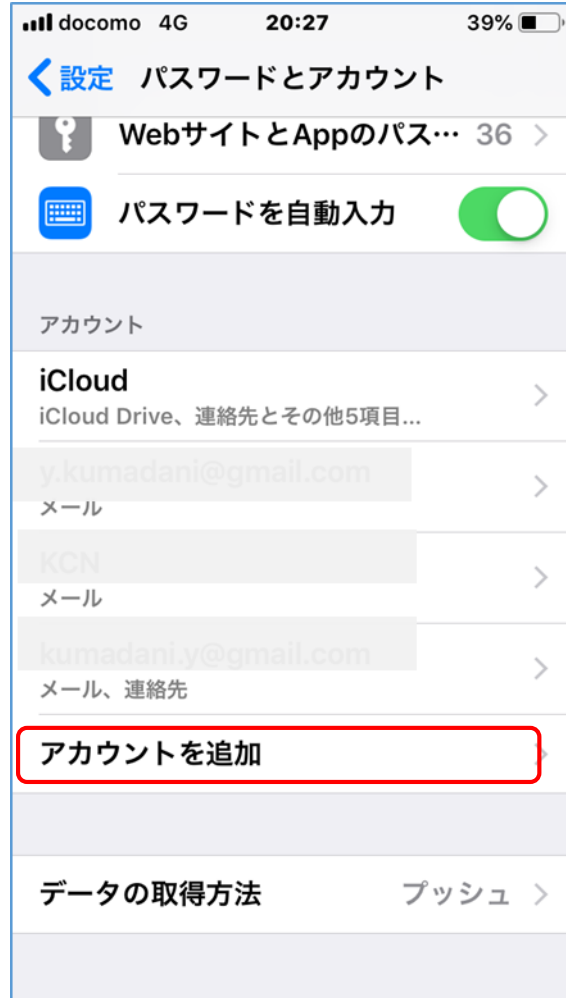 docomo 4G 20:27 39%
設定 パスワードとアカウント
WebサイトとAppのパス… 36
パスワードを自動入力
アカウント
iCloud
iCloud Drive、連絡先とその他5項目...
y.kumadani@gmail.com
メール
KCN
メール
kumadani.y@gmail.com
メール、連絡先
アカウントを追加
データの取得方法 プッシュ